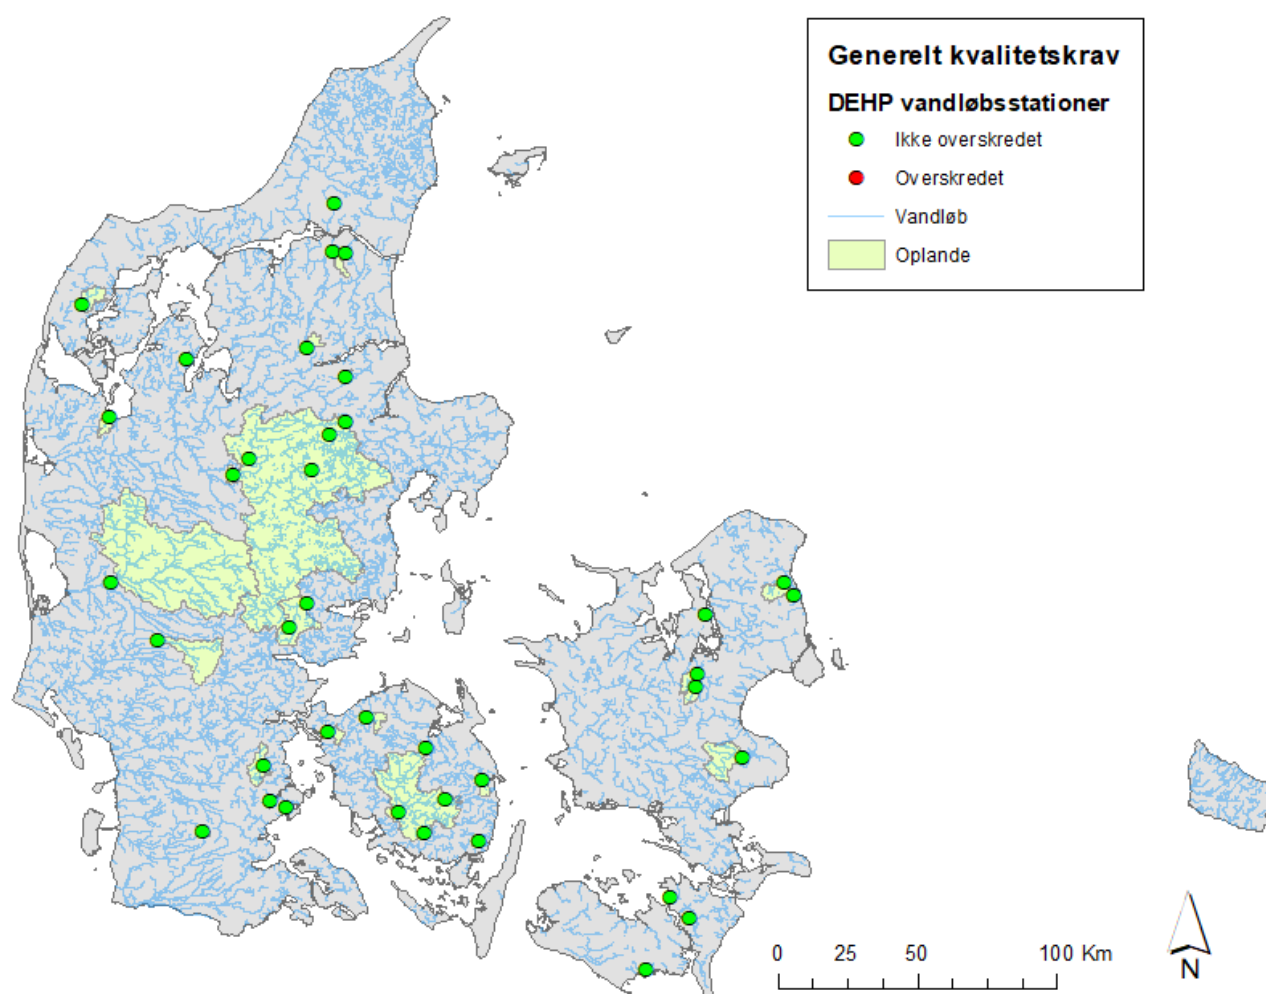 Generelt kvalitetskrav
DEHP vandløbsstationer
Ikke overskredet
Overskredet
Vandløb
Oplande
0 25 50 100 Km
N